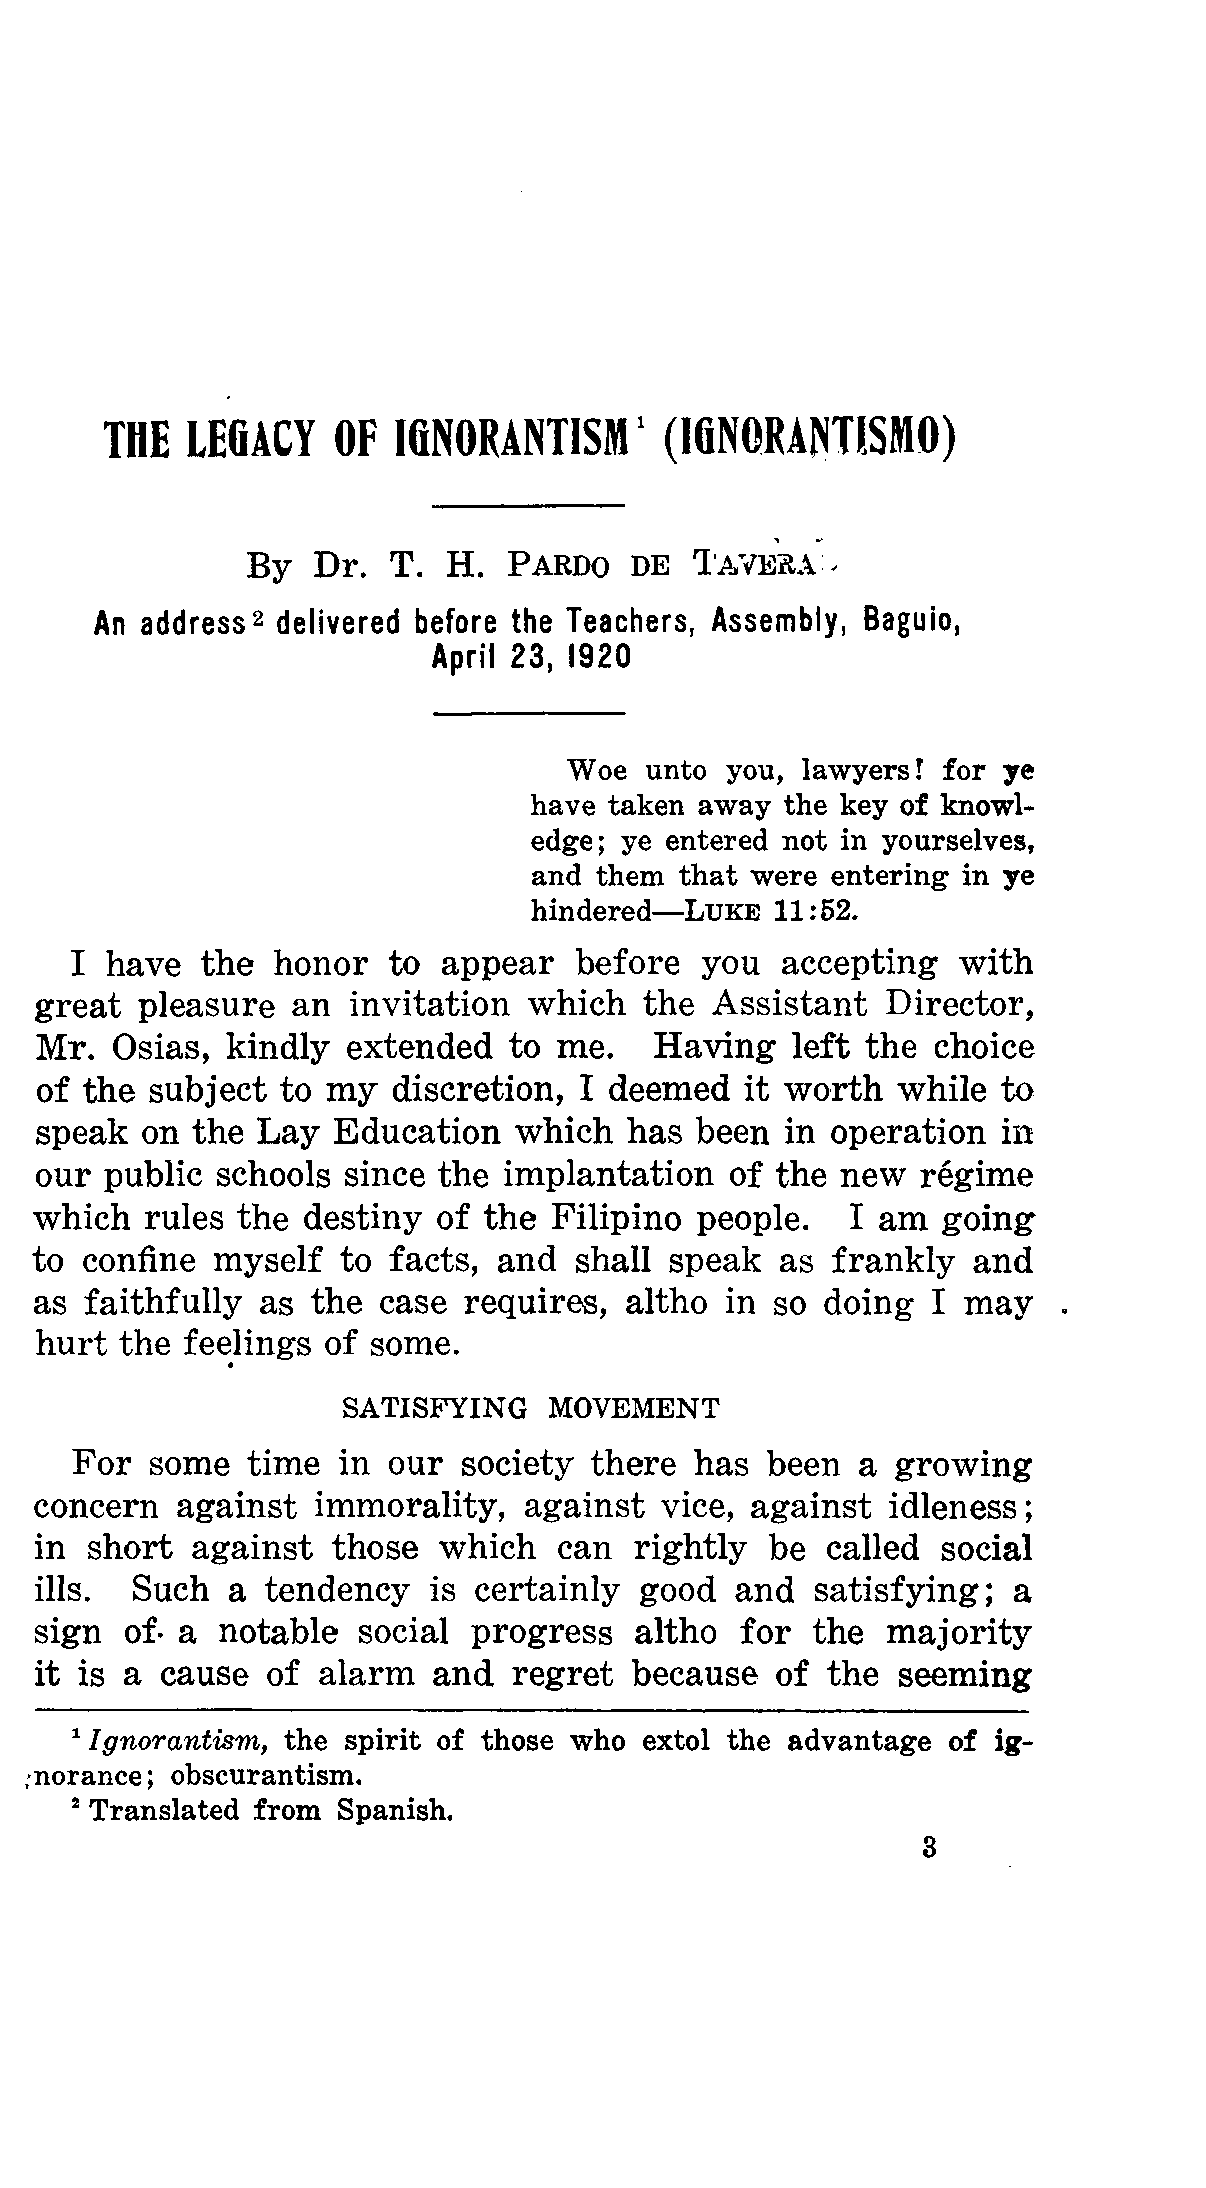 THE LEGACY OF IGNORANTISM¹ (IGNORANTISMO)
By Dr. T. H. PARDO DE TAVERA
An address² delivered before the Teachers, Assembly, Baguio,
April 23, 1920
Woe unto you, lawyers! for ye
have taken away the key of knowl-
edge; ye entered not in yourselves,
and them that were entering in ye
hindered—LUKE 11:52.
I have the honor to appear before you accepting with
great pleasure an invitation which the Assistant Director,
Mr. Osias, kindly extended to me. Having left the choice
of the subject to my discretion, I deemed it worth while to
speak on the Lay Education which has been in operation in
our public schools since the implantation of the new régime
which rules the destiny of the Filipino people. I am going
to confine myself to facts, and shall speak as frankly and
as faithfully as the case requires, altho in so doing I may
hurt the feelings of some.
SATISFYING MOVEMENT
For some time in our society there has been a growing
concern against immorality, against vice, against idleness;
in short against those which can rightly be called social
ills. Such a tendency is certainly good and satisfying; a
sign of a notable social progress altho for the majority
it is a cause of alarm and regret because of the seeming
¹ Ignorantism, the spirit of those who extol the advantage of ig-
norance; obscurantism.
² Translated from Spanish.
3